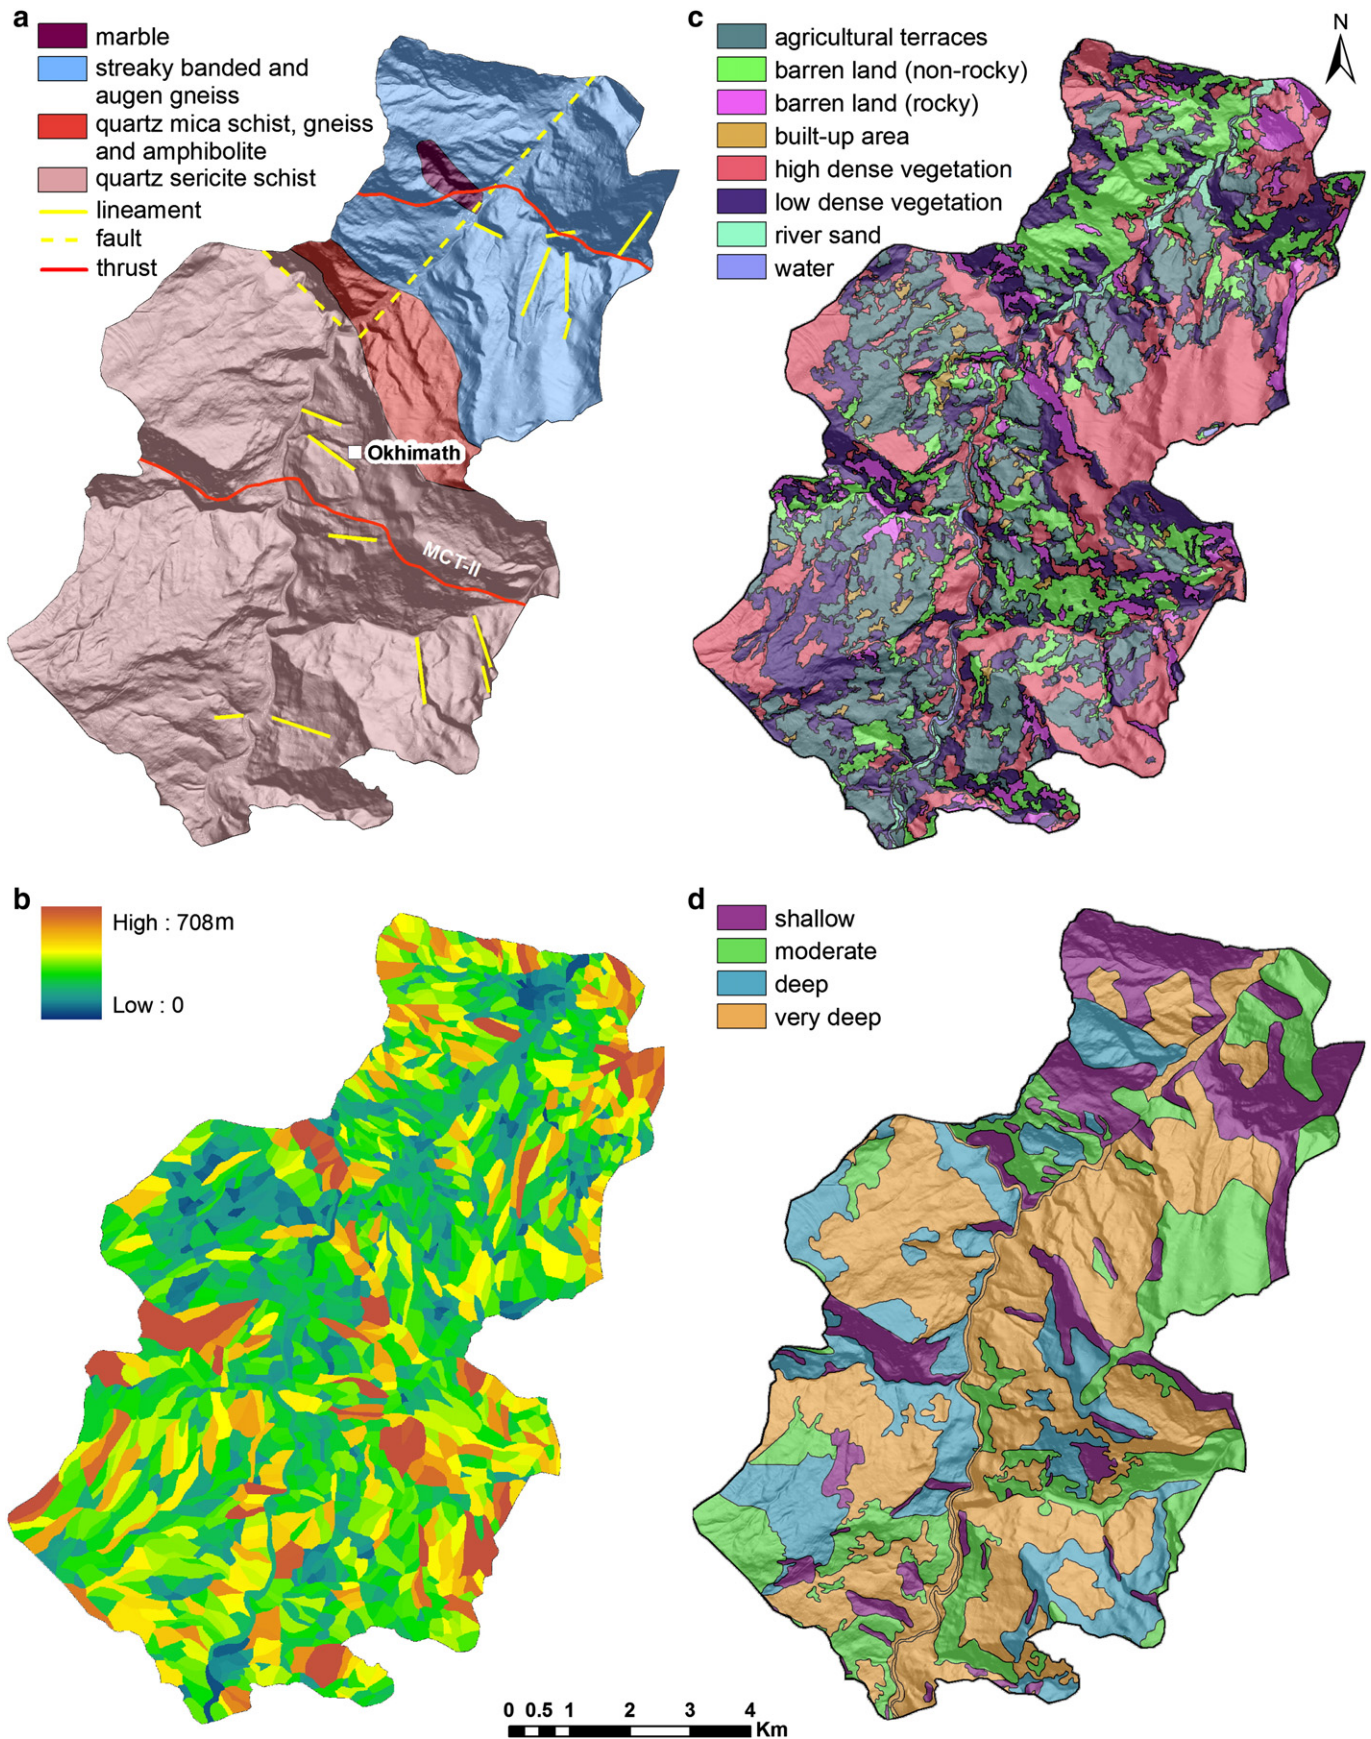 a
marble
streaky banded and
augen gneiss
quartz mica schist, gneiss
and amphibolite
quartz sericite schist
lineament
fault
thrust
Okhimath
MCT-II
c
agricultural terraces
barren land (non-rocky)
barren land (rocky)
built-up area
high dense vegetation
low dense vegetation
river sand
water
N
b
High : 708m
Low : 0
d
shallow
moderate
deep
very deep
0 0.5 1 2 3 4
Km